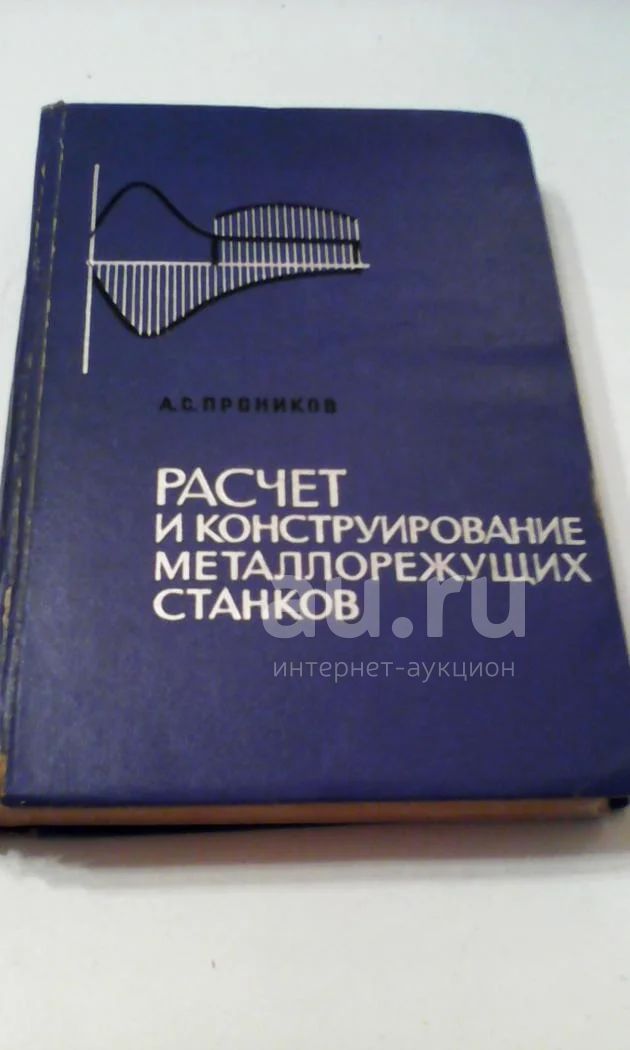 А.С.ПРОНИКОВ
РАСЧЕТ
И КОНСТРУИРОВАНИЕ
МЕТАЛЛОРЕЖУЩИХ
СТАНКОВ
au.ru
интернет-аукцион